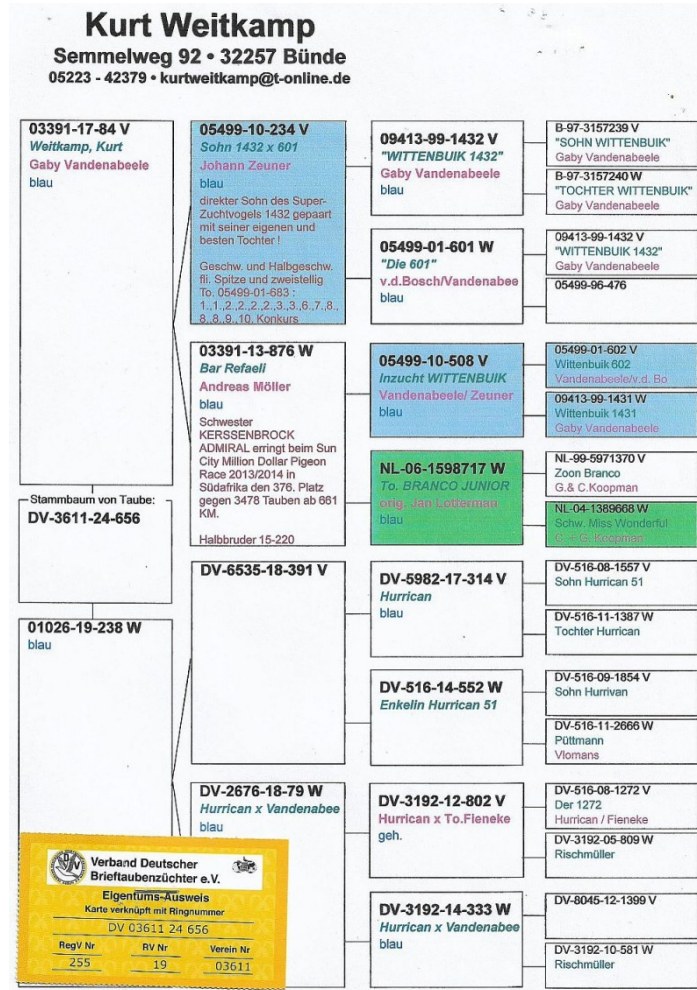 Kurt Weitkamp
Semmelweg 92 • 32257 Bünde
05223 - 42379 • kurtweitkamp@t-online.de
03391-17-84 V
Weitkamp, Kurt
Gaby Vandenabeele
blau
Stammbaum von Taube:
DV-3611-24-656
01026-19-238 W
blau
05499-10-234 V
Sohn 1432 x 601
Johann Zeuner
blau
direkter Sohn des Super-
Zuchtvogels 1432 gepaart
mit seiner eigenen und
besten Tochter !
Geschw. und Halbgeschw.
fli. Spitze und zweistellig
To. 05499-01-683 :
1.,1.,2.,2.,2.,2.,3.,3.,6.,7.,8.,
8.,8.,9.,10. Konkurs
03391-13-876 W
Bar Refaeli
Andreas Möller
blau
Schwester
KERSSENBROCK
ADMIRAL erringt beim Sun
City Million Dollar Pigeon
Race 2013/2014 in
Südafrika den 376. Platz
gegen 3478 Tauben ab 661
KM.
Halbbruder 15-220
DV-6535-18-391 V
DV-2676-18-79 W
Hurrican x Vandenabee
blau
09413-99-1432 V
"WITTENBUIK 1432"
Gaby Vandenabeele
blau
05499-01-601 W
"Die 601"
v.d.Bosch/Vandenabee
blau
05499-10-508 V
Inzucht WITTENBUIK
Vandenabeele/ Zeuner
blau
NL-06-1598717 W
To. BRANCO JUNIOR
orig. Jan Lotterman
blau
DV-5982-17-314 V
Hurrican
blau
DV-516-14-552 W
Enkelin Hurrican 51
DV-3192-12-802 V
Hurrican x To.Fieneke
geh.
DV-3192-14-333 W
Hurrican x Vandenabee
blau
B-97-3157239 V
"SOHN WITTENBUIK"
Gaby Vandenabeele
B-97-3157240 W
"TOCHTER WITTENBUIK"
Gaby Vandenabeele
09413-99-1432 V
"WITTENBUIK 1432"
Gaby Vandenabeele
05499-96-476
05499-01-602 V
Wittenbuik 602
Vandenabeele/v.d. Bo
09413-99-1431 W
Wittenbuik 1431
Gaby Vandenabeele
NL-99-5971370 V
Zoon Branco
G.& C.Koopman
NL-04-1389668 W
Schw. Miss Wonderful
C. + G. Koopman
DV-516-08-1557 V
Sohn Hurrican 51
DV-516-11-1387 W
Tochter Hurrican
DV-516-09-1854 V
Sohn Hurrivan
DV-516-11-2666 W
Püttmann
Vlomans
DV-516-08-1272 V
Der 1272
Hurrican / Fieneke
DV-3192-05-809 W
Rischmüller
DV-8045-12-1399 V
DV-3192-10-581 W
Rischmüller
Verband Deutscher
Brieftaubenzüchter e.V.
Eigentums-Ausweis
Karte verknüpft mit Ringnummer
DV 03611 24 656
RegV Nr RV Nr Verein Nr
255 19 03611